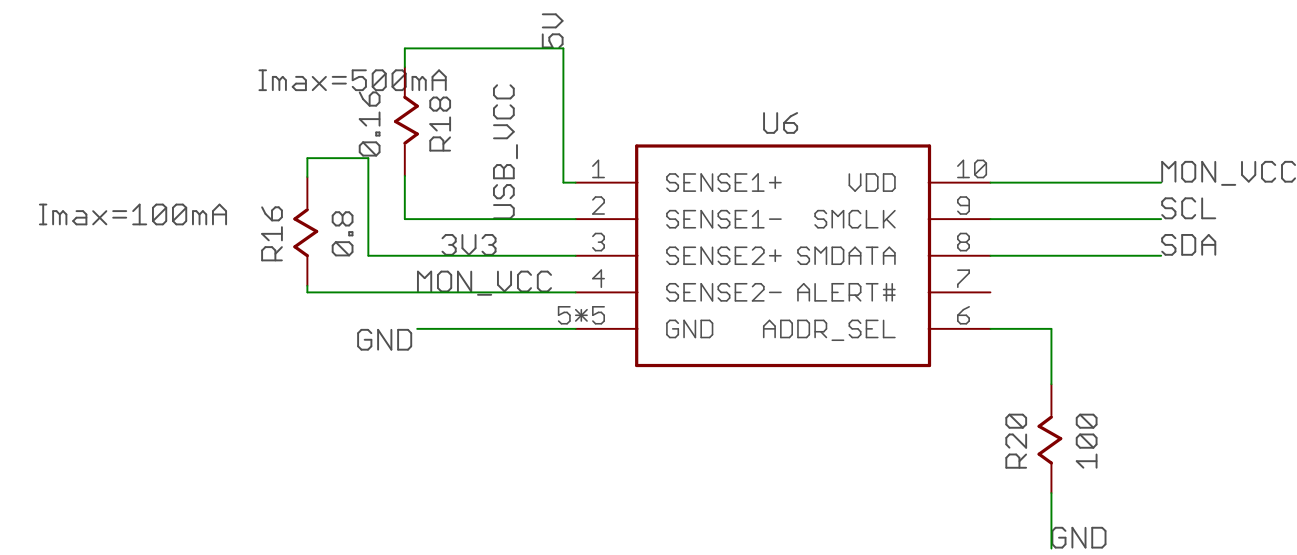 5V
Imax=500mA
0.16
R18
USB_VCC
U6
1
SENSE1+
VDD
10
MON_VCC
2
SENSE1-
SMCLK
9
SCL
Imax=100mA
R16
0.8
3V3
3
SENSE2+
SMDATA
8
SDA
MON_VCC
4
SENSE2-
ALERT#
7
GND
5*5
GND
ADDR_SEL
6
R20
100
GND